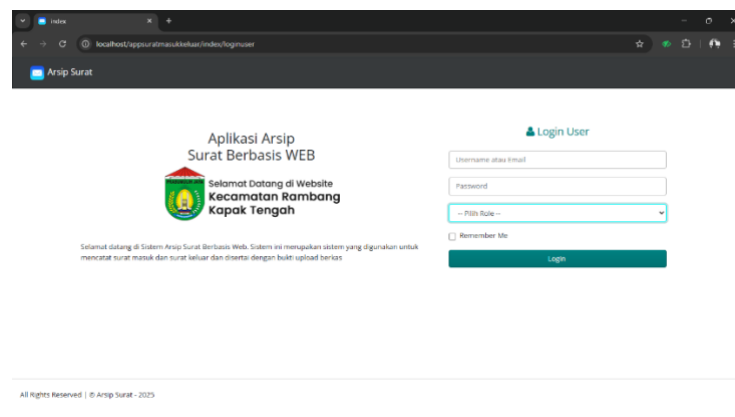 index
localhost/appsuratmasukkeluar/index/loginuser
Arsip Surat
Aplikasi Arsip
Surat Berbasis WEB
Selamat Datang di Website
Kecamatan Rambang
Kapak Tengah
Selamat datang di Sistem Arsip Surat Berbasis Web. Sistem ini merupakan sistem yang digunakan untuk
mencatat surat masuk dan surat keluar dan disertai dengan bukti upload berkas
Login User
Username atau Email
Password
-- Pilih Role --
Remember Me
Login
All Rights Reserved | © Arsip Surat - 2025